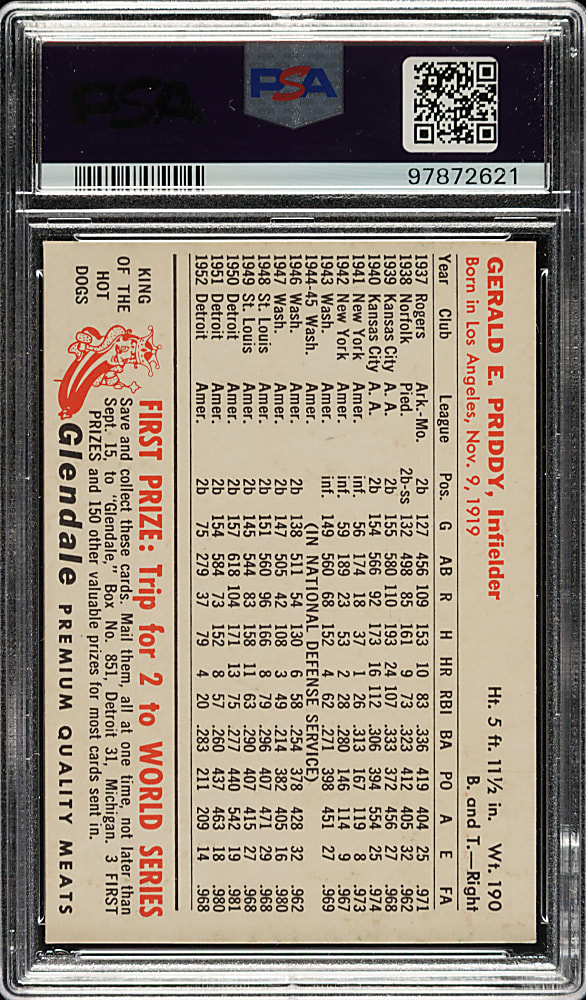 PSA
PSA
97872621
GERALD E. PRIDDY, Infielder Ht. 5 ft. 11½ in. Wt. 190
Born in Los Angeles, Nov. 9, 1919 B. and T.—Right
Year Club League Pos. G AB R H HR RBI BA PO A E FA
1937 Rogers Ark.-Mo. 2b 127 456 109 153 10 83 .336 419 404 25 .971
1938 Norfolk Pied. 2b-ss 132 498 85 161 9 73 .323 412 405 32 .962
1939 Kansas City A. A. 2b 155 580 110 193 24 107 .333 372 456 27 .968
1940 Kansas City A. A. 2b 154 566 92 173 16 112 .306 394 554 25 .974
1941 New York Amer. inf. 56 174 18 37 1 26 .313 167 119 8 .973
1942 New York Amer. inf. 59 189 23 53 2 28 .280 146 114 9 .967
1943 Wash. Amer. inf. 149 560 68 152 4 62 .271 398 451 27 .969
1944-45 Wash. Amer. (IN NATIONAL DEFENSE SERVICE)
1946 Wash. Amer. 2b 138 511 54 130 6 58 .254 378 428 32 .962
1947 Wash. Amer. 2b 147 505 42 108 3 49 .214 382 405 16 .980
1948 St. Louis Amer. 2b 151 560 96 166 8 79 .296 407 471 29 .968
1949 St. Louis Amer. 2b 145 544 83 158 11 63 .290 407 415 27 .968
1950 Detroit Amer. 2b 157 618 104 171 13 75 .277 440 542 19 .981
1951 Detroit Amer. 2b 154 584 73 152 8 57 .260 437 463 18 .980
1952 Detroit Amer. 2b 75 279 37 79 4 20 .283 211 209 14 .968
KING
OF THE
HOT
DOGS
FIRST PRIZE: Trip for 2 to WORLD SERIES
Save and collect these cards. Mail them, all at one time, not later than
Sept. 15, to "Glendale," Box No. 851, Detroit 31, Michigan. 3 FIRST
PRIZES and 150 other valuable prizes for most cards sent in.
Glendale PREMIUM QUALITY MEATS